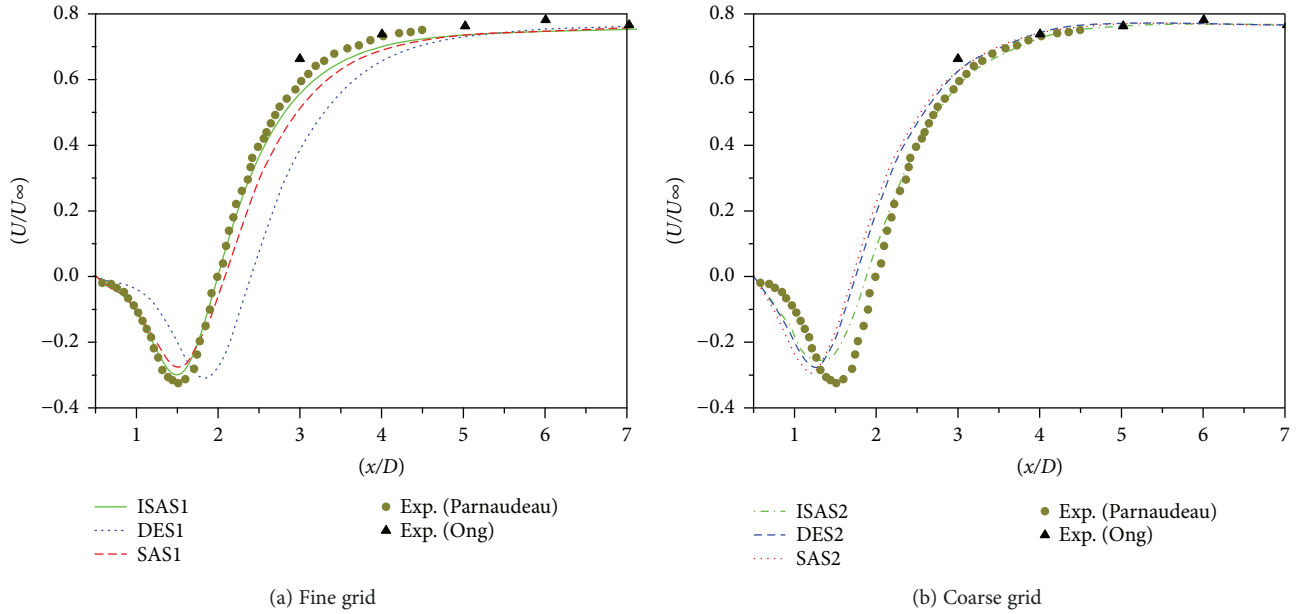 0.8
0.6
0.4
0.2
0.0
−0.2
−0.4
(U/U∞)
1 2 3 4 5 6 7
(x/D)
ISAS1
DES1
SAS1
Exp. (Parnaudeau)
Exp. (Ong)
(a) Fine grid
0.8
0.6
0.4
0.2
0.0
−0.2
−0.4
(U/U∞)
1 2 3 4 5 6 7
(x/D)
ISAS2
DES2
SAS2
Exp. (Parnaudeau)
Exp. (Ong)
(b) Coarse grid